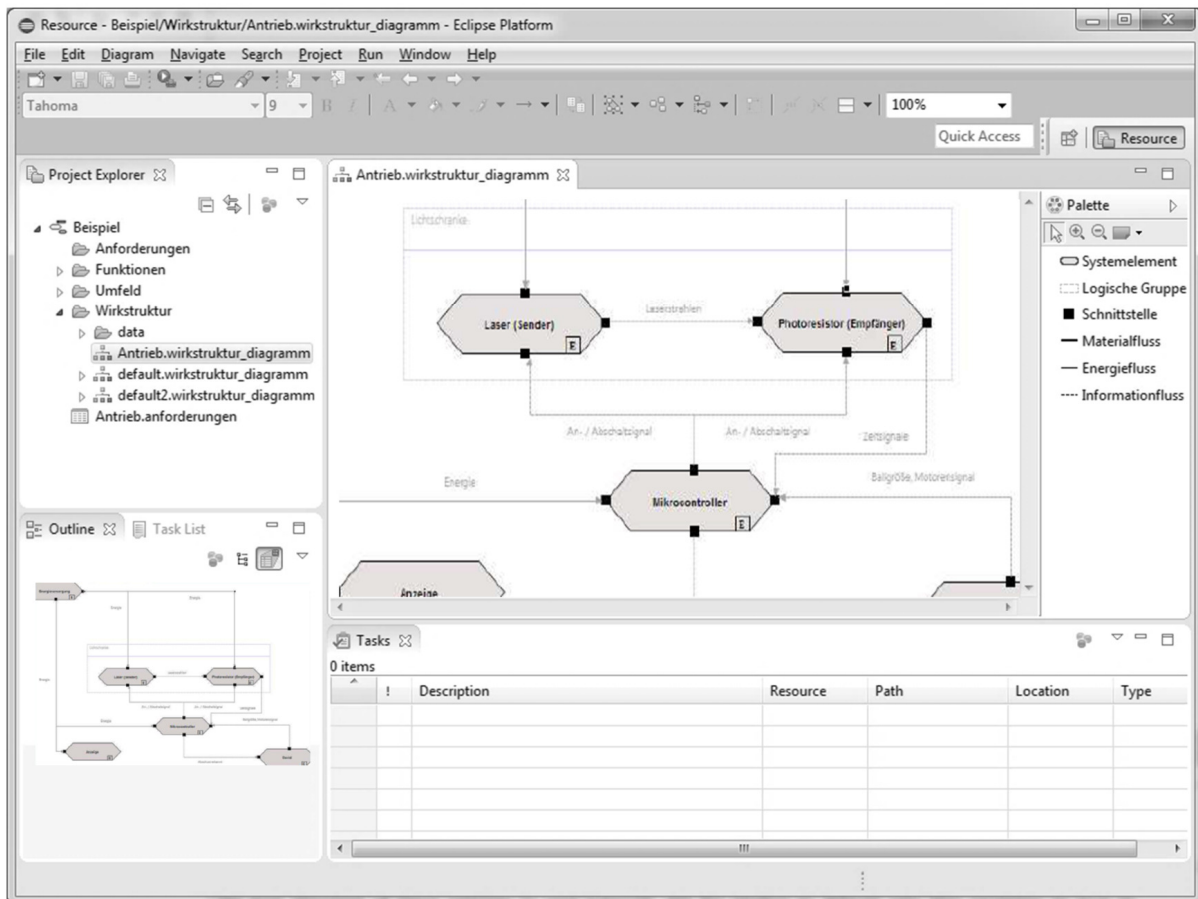 Resource - Beispiel/Wirkstruktur/Antrieb.wirkstruktur_diagramm - Eclipse Platform
File Edit Diagram Navigate Search Project Run Window Help
Tahoma 9 B I A 100%
Quick Access Resource
Project Explorer
Beispiel
Anforderungen
Funktionen
Umfeld
Wirkstruktur
data
Antrieb.wirkstruktur_diagramm
default.wirkstruktur_diagramm
default2.wirkstruktur_diagramm
Antrieb.anforderungen
Antrieb.wirkstruktur_diagramm
Lichtschranke
Laser (Sender)
E
Laserstrahlen
Photoresistor (Empfänger)
E
An- / Abschaltsignal
An- / Abschaltsignal
Zeitsignale
Energie
Ballgröße, Motorensignal
Mikrocontroller
E
Anzeige
Palette
Systemelement
Logische Gruppe
Schnittstelle
Materialfluss
Energiefluss
Informationfluss
Outline Task List
Tasks
0 items
! Description Resource Path Location Type